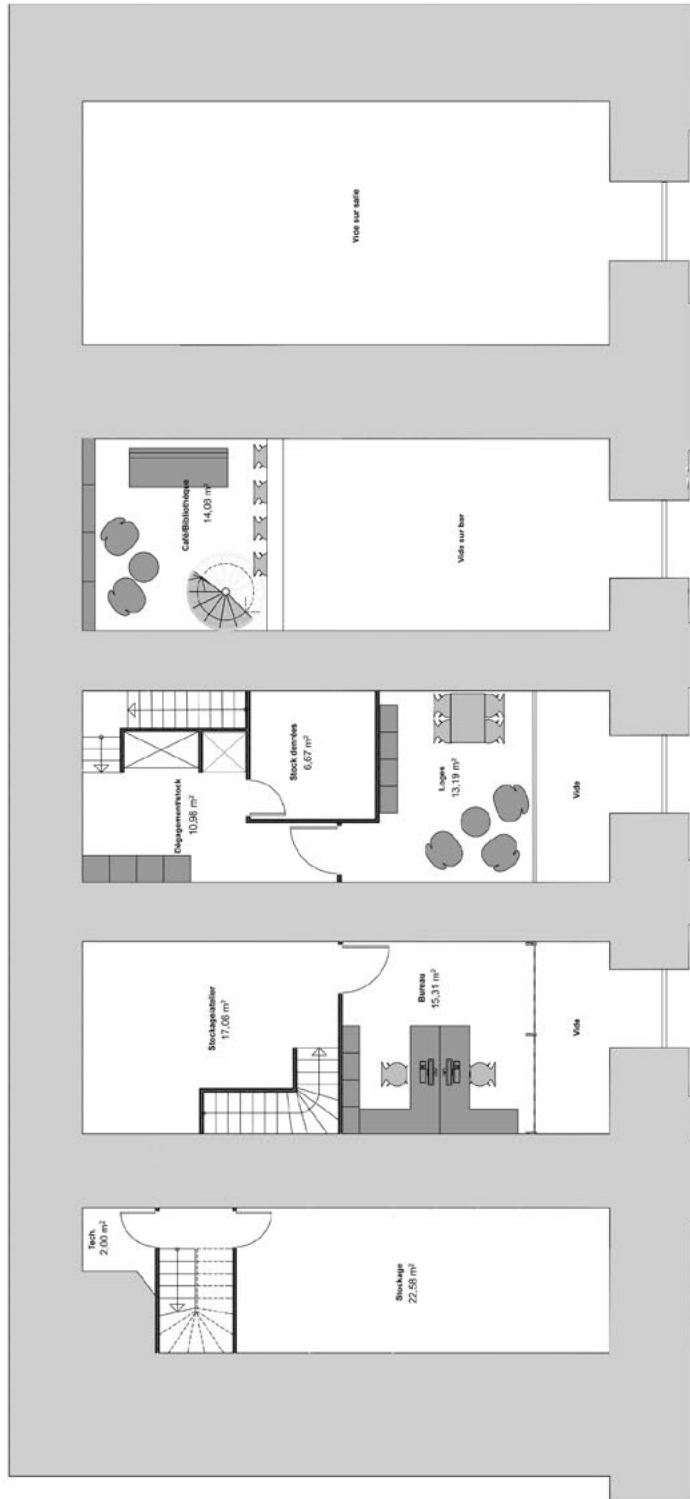 Vide sur salle
Café/Bibliothèque
14,06 m²
Vide sur bar
Dégagement/stock
10,98 m²
Stock denrées
6,67 m²
Loges
13,19 m²
Vide
Stockage/atelier
17,06 m²
Bureau
15,31 m²
Vide
Tech.
2,00 m²
Stockage
22,58 m²